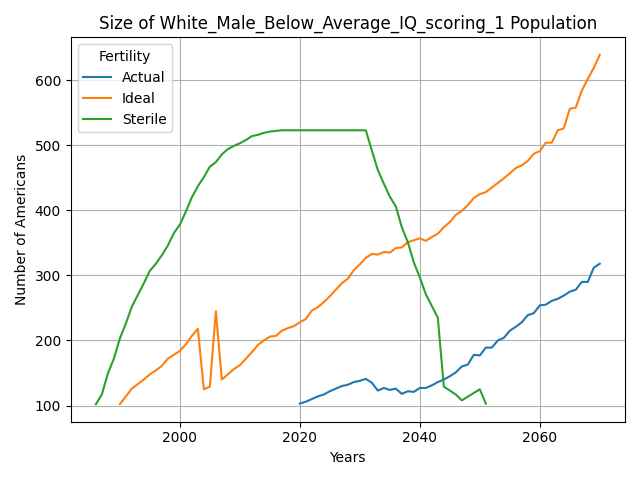 Size of White_Male_Below_Average_IQ_scoring_1 Population
Fertility
Actual
Ideal
Sterile
Number of Americans
600
500
400
300
200
100
2000
2020
2040
2060
Years